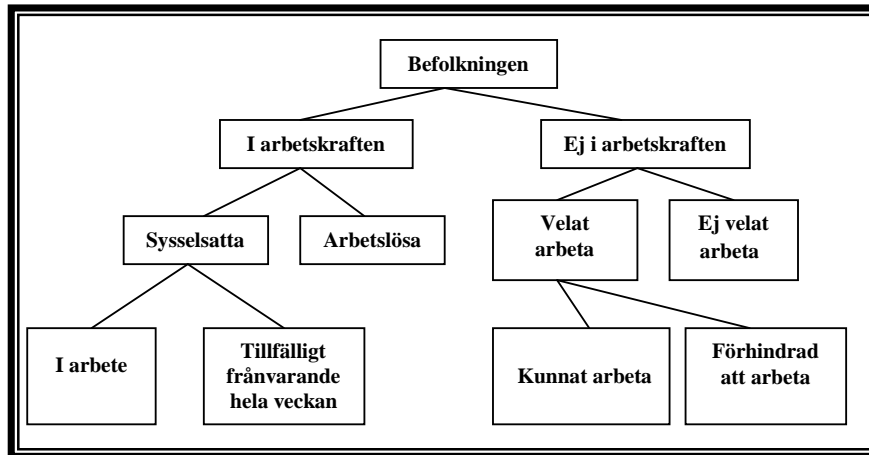 Befolkningen
I arbetskraften
Ej i arbetskraften
Sysselsatta
Arbetslösa
Velat
arbeta
Ej velat
arbeta
I arbete
Tillfälligt
frånvarande
hela veckan
Kunnat arbeta
Förhindrad
att arbeta